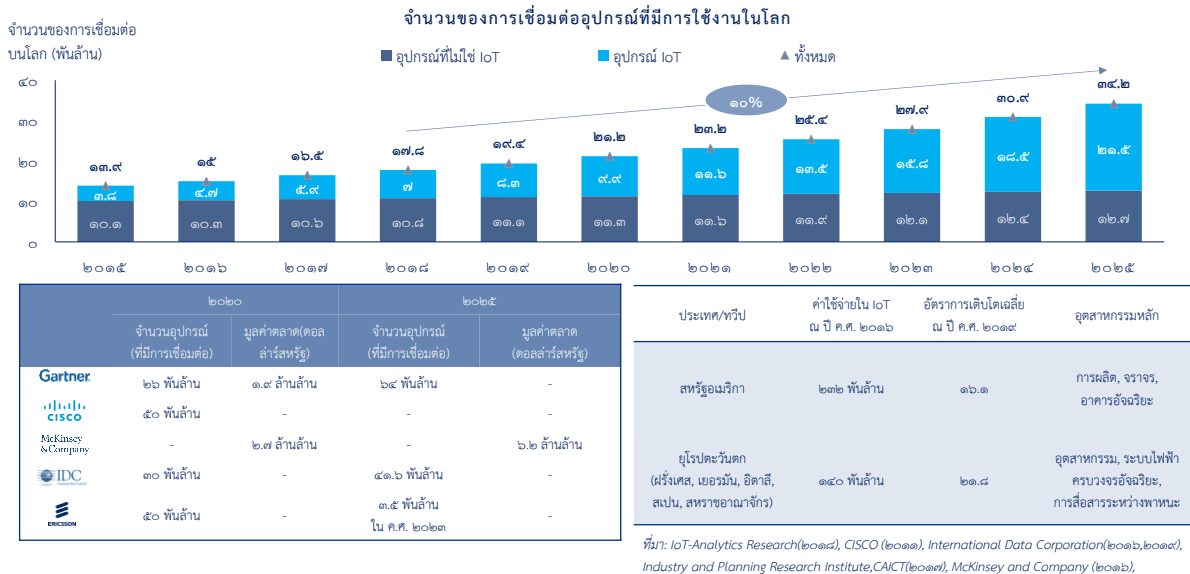 จำนวนของการเชื่อมต่ออุปกรณ์ที่มีการใช้งานในโลก
จำนวนของการเชื่อมต่อ
บนโลก (พันล้าน)
อุปกรณ์ที่ไม่ใช่ IoT
อุปกรณ์ IoT
ทั้งหมด
๔๐
๓๐
๒๐
๑๐
๐
๑๐%
๑๓.๙ ๑๕ ๑๖.๕ ๑๗.๘ ๑๙.๔ ๒๑.๒ ๒๓.๒ ๒๕.๔ ๒๗.๙ ๓๐.๙ ๓๔.๒
๓.๘ ๔.๗ ๕.๙ ๗ ๘.๓ ๙.๙ ๑๑.๖ ๑๓.๕ ๑๕.๘ ๑๘.๕ ๒๑.๕
๑๐.๑ ๑๐.๓ ๑๐.๖ ๑๐.๘ ๑๑.๑ ๑๑.๓ ๑๑.๖ ๑๑.๙ ๑๒.๑ ๑๒.๔ ๑๒.๗
๒๐๑๕ ๒๐๑๖ ๒๐๑๗ ๒๐๑๘ ๒๐๑๙ ๒๐๒๐ ๒๐๒๑ ๒๐๒๒ ๒๐๒๓ ๒๐๒๔ ๒๐๒๕
๒๐๒๐ ๒๐๒๕
จำนวนอุปกรณ์ มูลค่าตลาด(ดอล จำนวนอุปกรณ์ มูลค่าตลาด
(ที่มีการเชื่อมต่อ) ล่าร์สหรัฐ) (ที่มีการเชื่อมต่อ) (ดอลล่าร์สหรัฐ)
Gartner ๒๖ พันล้าน ๑.๙ ล้านล้าน ๖๔ พันล้าน -
CISCO ๕๐ พันล้าน - - -
McKinsey
&Company - ๒.๗ ล้านล้าน - ๖.๒ ล้านล้าน
IDC ๓๐ พันล้าน - ๔๑.๖ พันล้าน -
ERICSSON ๕๐ พันล้าน - ๓.๕ พันล้าน -
ใน ค.ศ. ๒๐๒๓
ประเทศ/ทวีป ค่าใช้จ่ายใน IoT อัตราการเติบโตเฉลี่ย อุตสาหกรรมหลัก
ณ ปี ค.ศ. ๒๐๑๖ ณ ปี ค.ศ. ๒๐๑๙
สหรัฐอเมริกา ๒๓๒ พันล้าน ๑๖.๑ การผลิต, จราจร,
อาคารอัจฉริยะ
ยุโรปตะวันตก
(ฝรั่งเศส, เยอรมัน, อิตาลี,
สเปน, สหราชอาณาจักร)
๑๔๐ พันล้าน
๒๑.๘
อุตสาหกรรม, ระบบไฟฟ้า
ครบวงจรอัจฉริยะ,
การสื่อสารระหว่างพาหนะ
ที่มา: IoT-Analytics Research(๒๐๑๘), CISCO (๒๐๑๑), International Data Corporation(๒๐๑๖,๒๐๑๙),
Industry and Planning Research Institute,CAICT(๒๐๑๗), McKinsey and Company (๒๐๑๖),